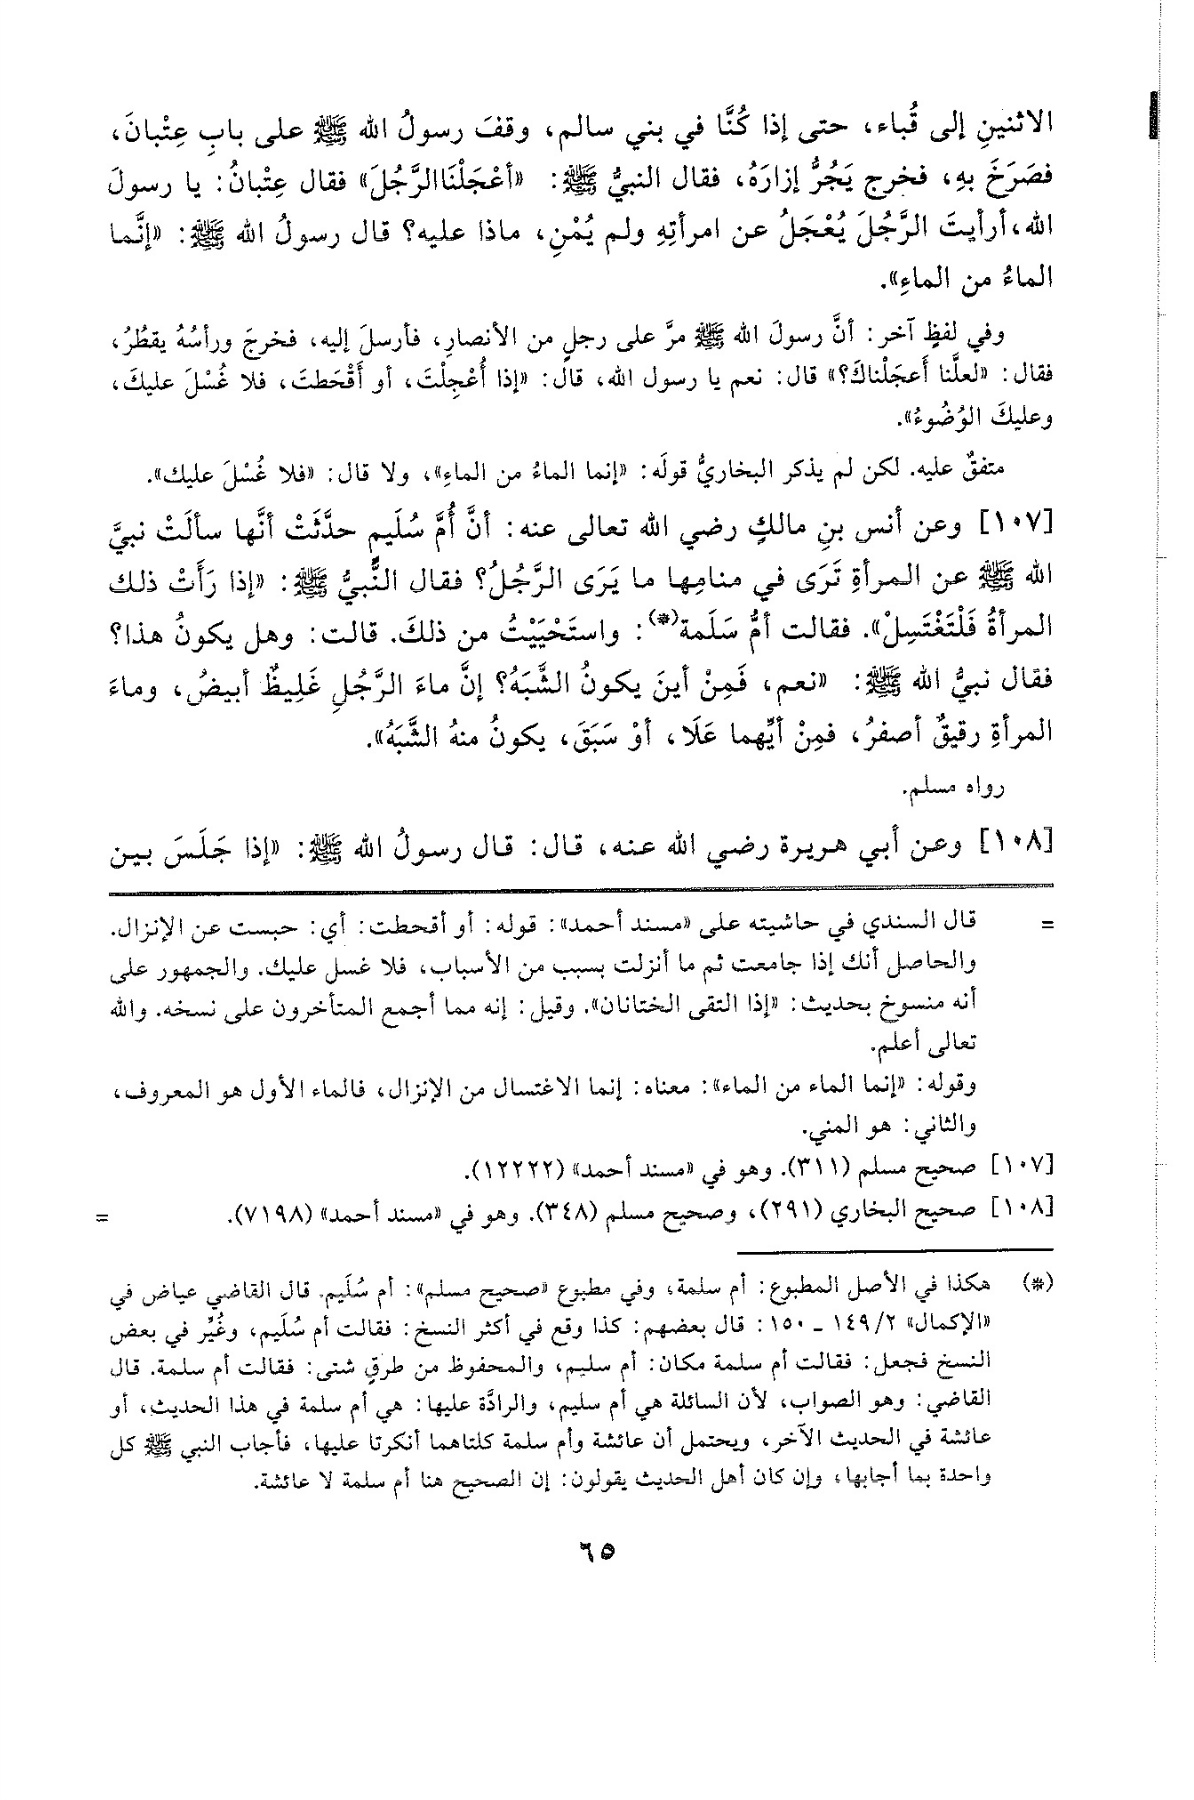 الاثنينِ إلى قُباء، حتى إذا كُنَّا في بني سالم، وقفَ رسولُ الله ﷺ على بابِ عِتْبانَ،
فصَرَخَ بهِ، فخرج يَجُرُّ إزارَهُ، فقال النبيُّ ﷺ: «أعْجَلْنَاالرَّجُلَ» فقال عِتْبانُ: يا رسولَ
الله،أرأيتَ الرَّجُلَ يُعْجَلُ عن امرأتِهِ ولم يُمْنِ، ماذا عليه؟ قال رسولُ الله ﷺ: «إنَّما
الماءُ من الماءِ».
وفي لفظٍ آخر: أنَّ رسولَ الله ﷺ مرَّ على رجلٍ من الأنصارِ، فأرسلَ إليه، فخرجَ ورأسُهُ يقطُرُ،
فقال: «لعلَّنا أَعجَلْناكَ؟» قال: نعم يا رسول الله، قال: «إذا أُعْجِلْتَ، أو أَقْحَطتَ، فلا غُسْلَ عليكَ،
وعليكَ الوُضُوءُ».
متفقٌ عليه. لكن لم يذكر البخاريُّ قولَه: «إنما الماءُ من الماءِ»، ولا قال: «فلا غُسْلَ عليك».
[١٠٧] وعن أنس بنِ مالكٍ رضي الله تعالى عنه: أنَّ أُمَّ سُلَيمٍ حدَّثَتْ أنَّها سألَتْ نبيَّ
الله ﷺ عن المرأةِ تَرَى في منامِها ما يَرَى الرَّجُلُ؟ فقال النَّبيُّ ﷺ: «إذا رَأَتْ ذلك
المرأةُ فَلْتَغْتَسِلْ». فقالت أمُّ سَلَمة(*): واستَحْيَيْتُ من ذلكَ. قالت: وهل يكونُ هذا؟
فقال نبيُّ الله ﷺ: «نعم، فَمِنْ أينَ يكونُ الشَّبَهُ؟ إنَّ ماءَ الرَّجُلِ غَلِيظٌ أبيضُ، وماءَ
المرأةِ رقيقٌ أصفرُ، فمِنْ أيِّهما عَلَا، أوْ سَبَقَ، يكونُ منهُ الشَّبَهُ».
رواه مسلم.
[١٠٨] وعن أبي هريرة رضي الله عنه، قال: قال رسولُ الله ﷺ: «إذا جَلَسَ بين
= قال السندي في حاشيته على «مسند أحمد»: قوله: أو أقحطت: أي: حبست عن الإنزال.
والحاصل أنك إذا جامعت ثم ما أنزلت بسبب من الأسباب، فلا غسل عليك. والجمهور على
أنه منسوخ بحديث: «إذا التقى الختانان». وقيل: إنه مما أجمع المتأخرون على نسخه. والله
تعالى أعلم.
وقوله: «إنما الماء من الماء»: معناه: إنما الاغتسال من الإنزال، فالماء الأول هو المعروف،
والثاني: هو المني.
[١٠٧] صحيح مسلم (٣١١). وهو في «مسند أحمد» (١٢٢٢٢).
[١٠٨] صحيح البخاري (٢٩١)، وصحيح مسلم (٣٤٨). وهو في «مسند أحمد» (٧١٩٨). =
(*) هكذا في الأصل المطبوع: أم سلمة، وفي مطبوع «صحيح مسلم»: أم سُلَيم. قال القاضي عياض في
«الإكمال» ١٤٩/٢ ـ ١٥٠: قال بعضهم: كذا وقع في أكثر النسخ: فقالت أم سُلَيم، وغُيِّر في بعض
النسخ فجعل: فقالت أم سلمة مكان: أم سليم، والمحفوظ من طرقٍ شتى: فقالت أم سلمة. قال
القاضي: وهو الصواب، لأن السائلة هي أم سليم، والرادَّة عليها: هي أم سلمة في هذا الحديث، أو
عائشة في الحديث الآخر، ويحتمل أن عائشة وأم سلمة كلتاهما أنكرتا عليها، فأجاب النبي ﷺ كل
واحدة بما أجابها، وإن كان أهل الحديث يقولون: إن الصحيح هنا أم سلمة لا عائشة.
٦٥